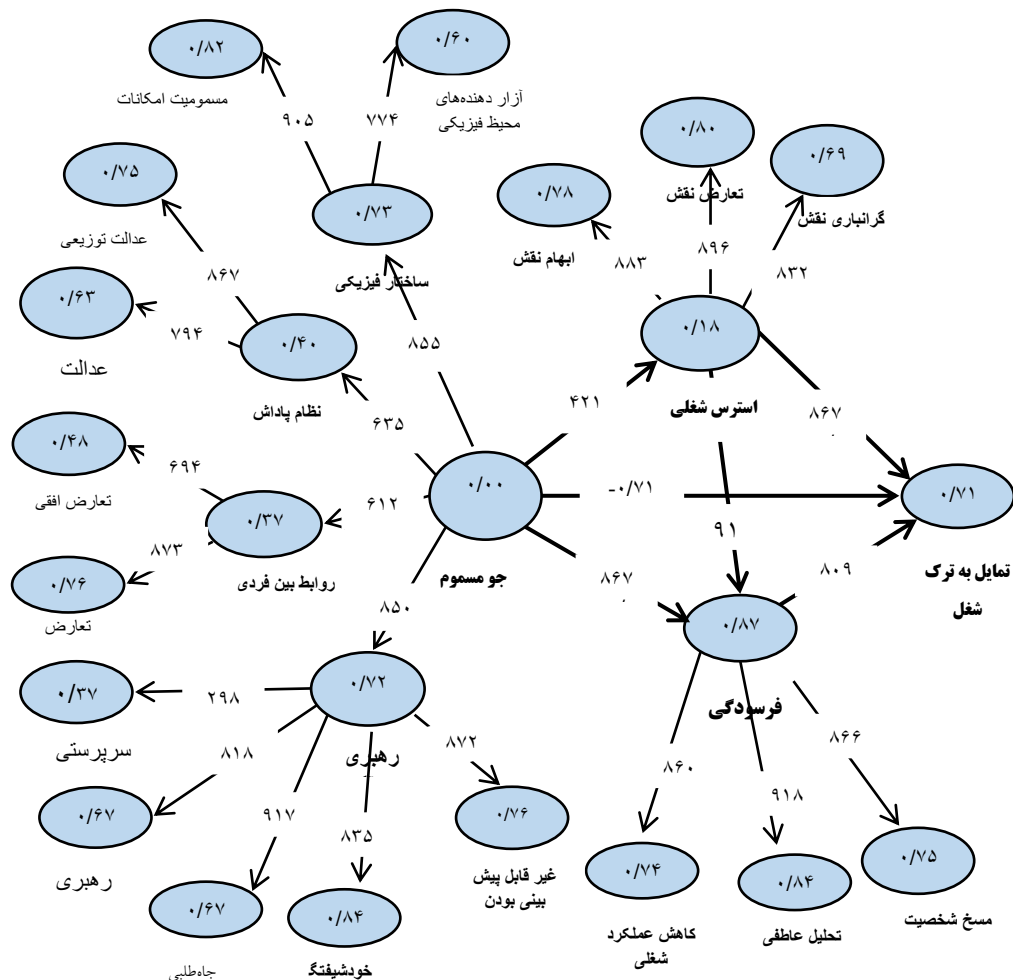 ۰/۸۲
مسمومیت امکانات
۰/۶۰
آزار دهنده‌های
محیظ فیزیکی
۹۰۵
۷۷۴
۰/۷۳
ساختار فیزیکی
۰/۷۵
عدالت توزیعی
۸۶۷
۰/۶۳
عدالت
۷۹۴
۰/۴۰
نظام پاداش
۸۵۵
۶۳۵
۰/۸۰
تعارض نقش
۰/۶۹
گرانباری نقش
۰/۷۸
ابهام نقش
۸۸۳
۸۹۶
۸۳۲
۰/۱۸
استرس شغلی
۴۲۱
۸۶۷
۰/۴۸
تعارض افقی
۶۹۴
۰/۳۷
روابط بین فردی
۶۱۲
۰/۰۰
جو مسموم
-۰/۷۱
۰/۷۱
تمایل به ترک
شغل
۰/۷۶
تعارض
۸۷۳
۸۵۰
۸۶۷
۹۱
۸۰۹
۰/۸۷
فرسودگی
۰/۳۷
سرپرستی
۲۹۸
۰/۷۲
رهبری
۰/۶۷
رهبری
۸۱۸
۰/۶۷
جاه‌طلبی
۹۱۷
۰/۸۴
خودشیفتگ
۸۳۵
۰/۷۶
غیر قابل پیش
بینی بودن
۸۷۲
۸۶۰
۹۱۸
۸۶۶
۰/۷۴
کاهش عملکرد
شغلی
۰/۸۴
تحلیل عاطفی
۰/۷۵
مسخ شخصیت